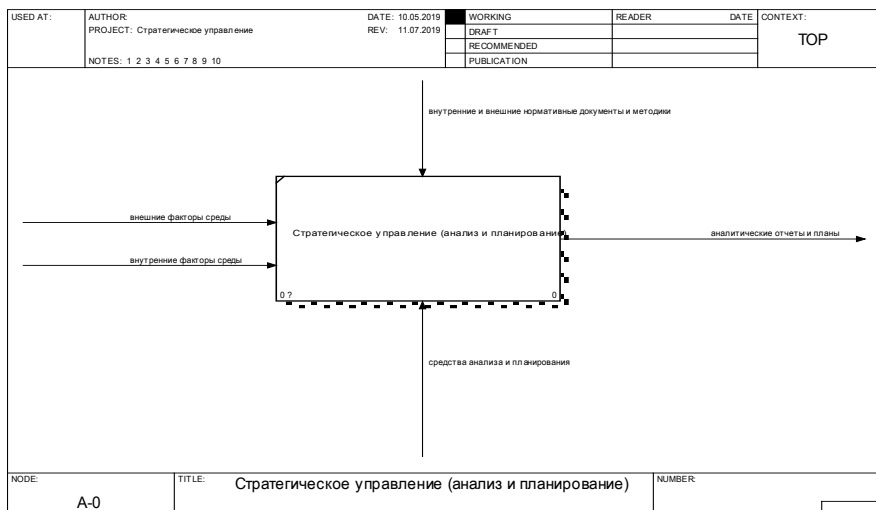 USED AT:
AUTHOR:
DATE: 10.05.2019
PROJECT: Стратегическое управление
REV: 11.07.2019
NOTES: 1 2 3 4 5 6 7 8 9 10
WORKING
DRAFT
RECOMMENDED
PUBLICATION
READER
DATE
CONTEXT:
TOP
внутренние и внешние нормативные документы и методики
внешние факторы среды
Стратегическое управление (анализ и планирование)
аналитические отчеты и планы
внутренние факторы среды
0 ?
0
средства анализа и планирования
NODE:
A-0
TITLE:
Стратегическое управление (анализ и планирование)
NUMBER: